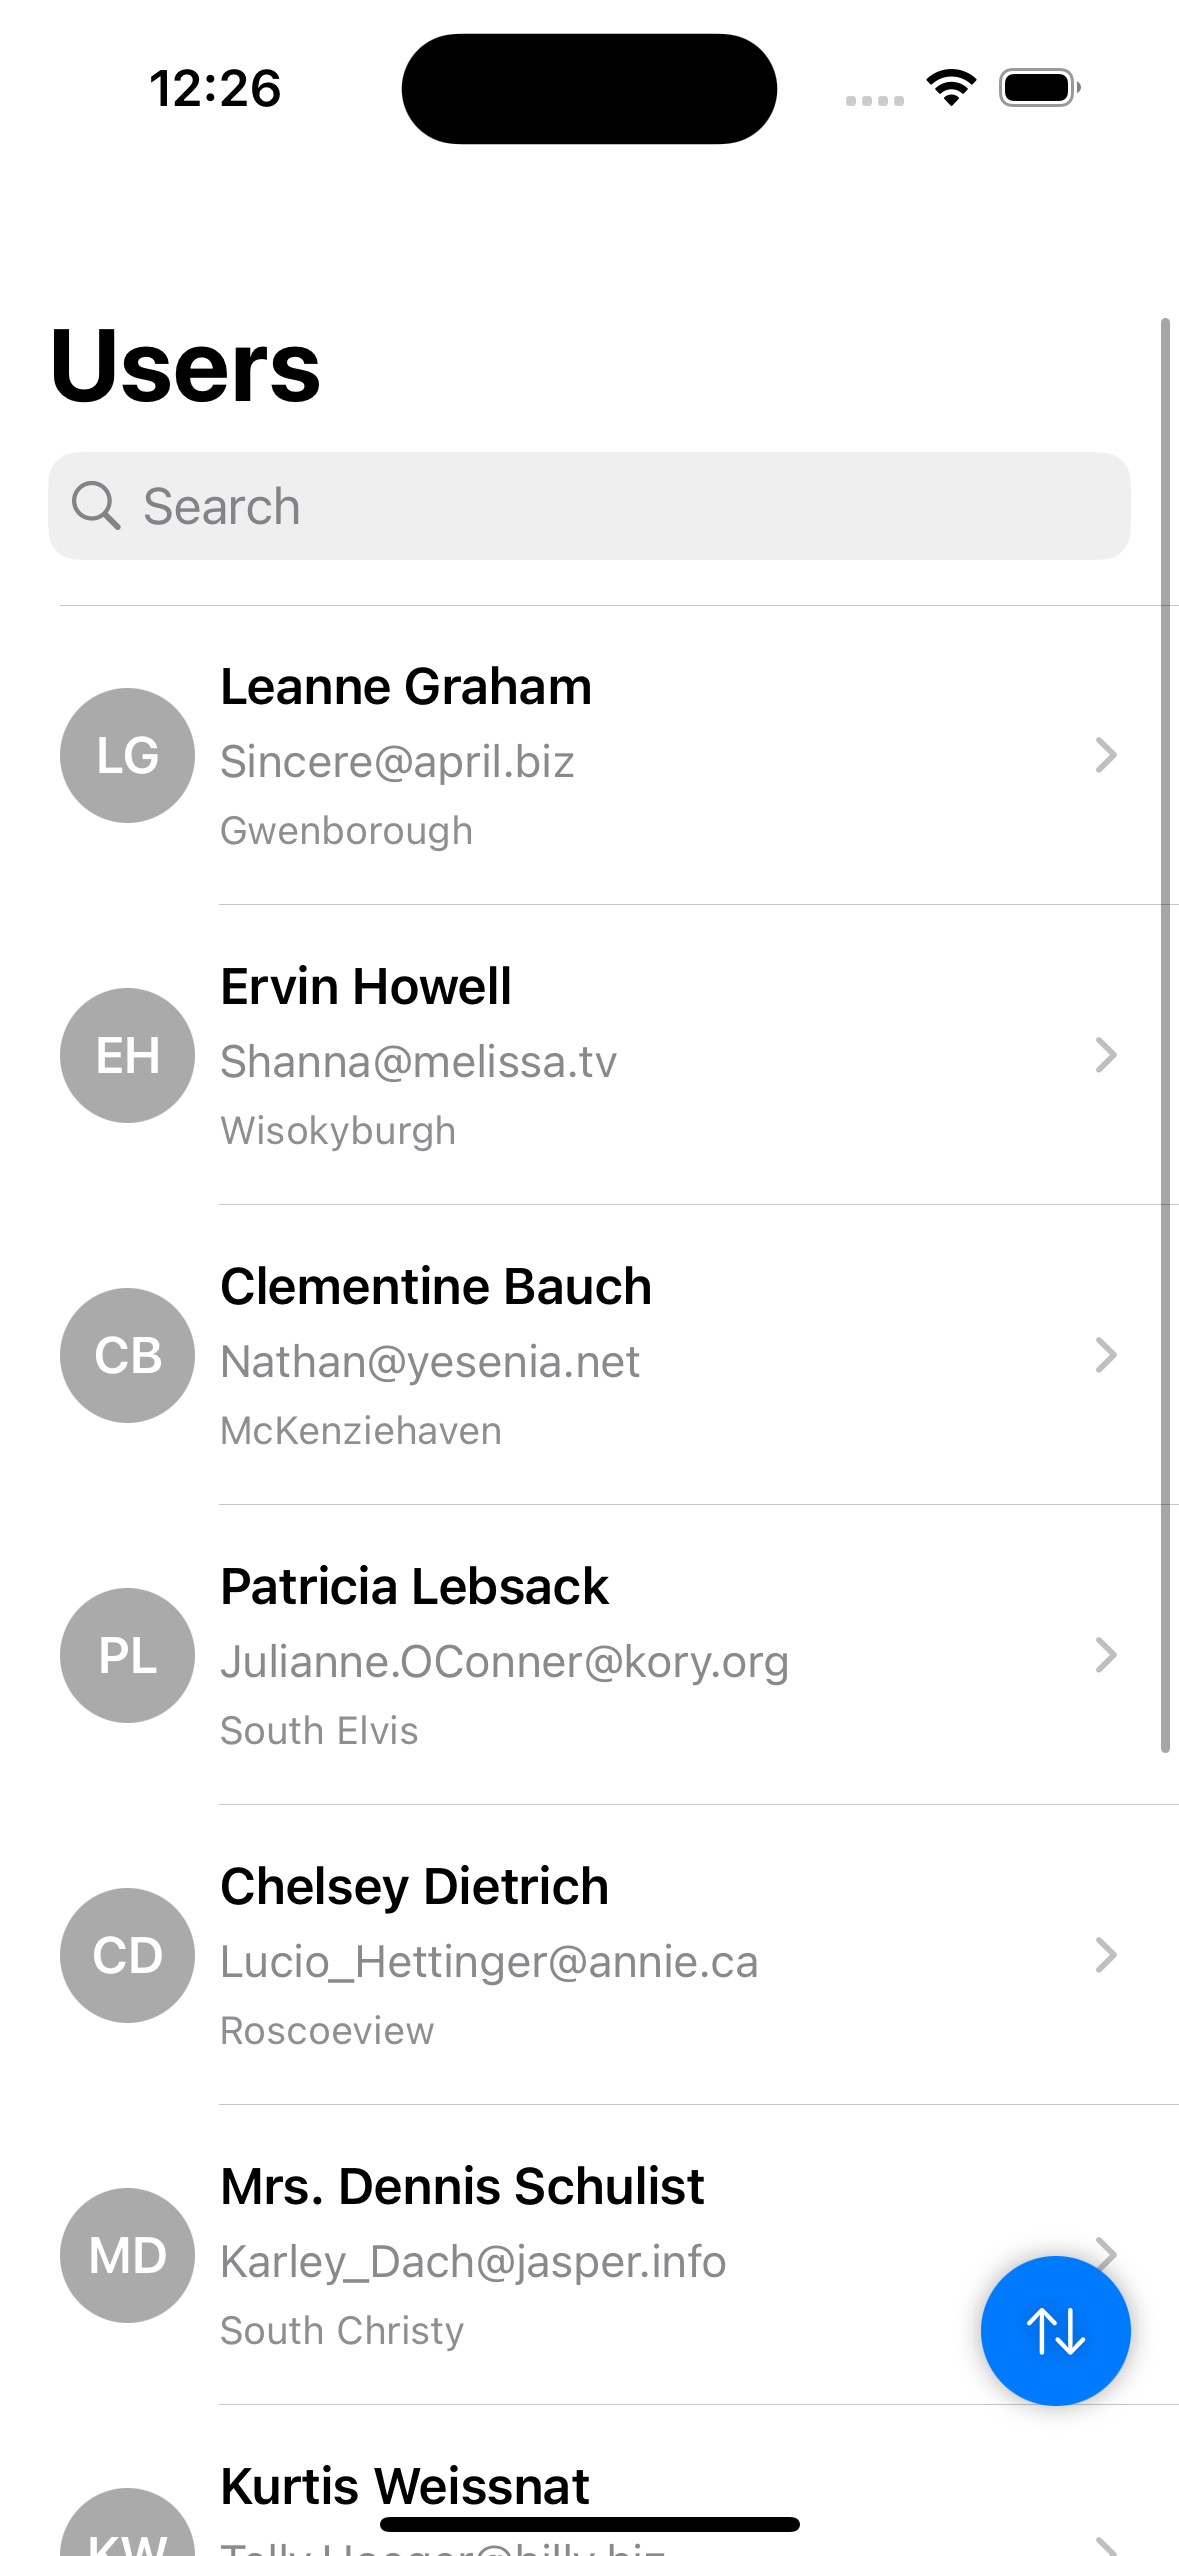 12:26
Users
Search
LG
Leanne Graham
Sincere@april.biz
Gwenborough
EH
Ervin Howell
Shanna@melissa.tv
Wisokyburgh
CB
Clementine Bauch
Nathan@yesenia.net
McKenziehaven
PL
Patricia Lebsack
Julianne.OConner@kory.org
South Elvis
CD
Chelsey Dietrich
Lucio_Hettinger@annie.ca
Roscoeview
MD
Mrs. Dennis Schulist
Karley_Dach@jasper.info
South Christy
KW
Kurtis Weissnat